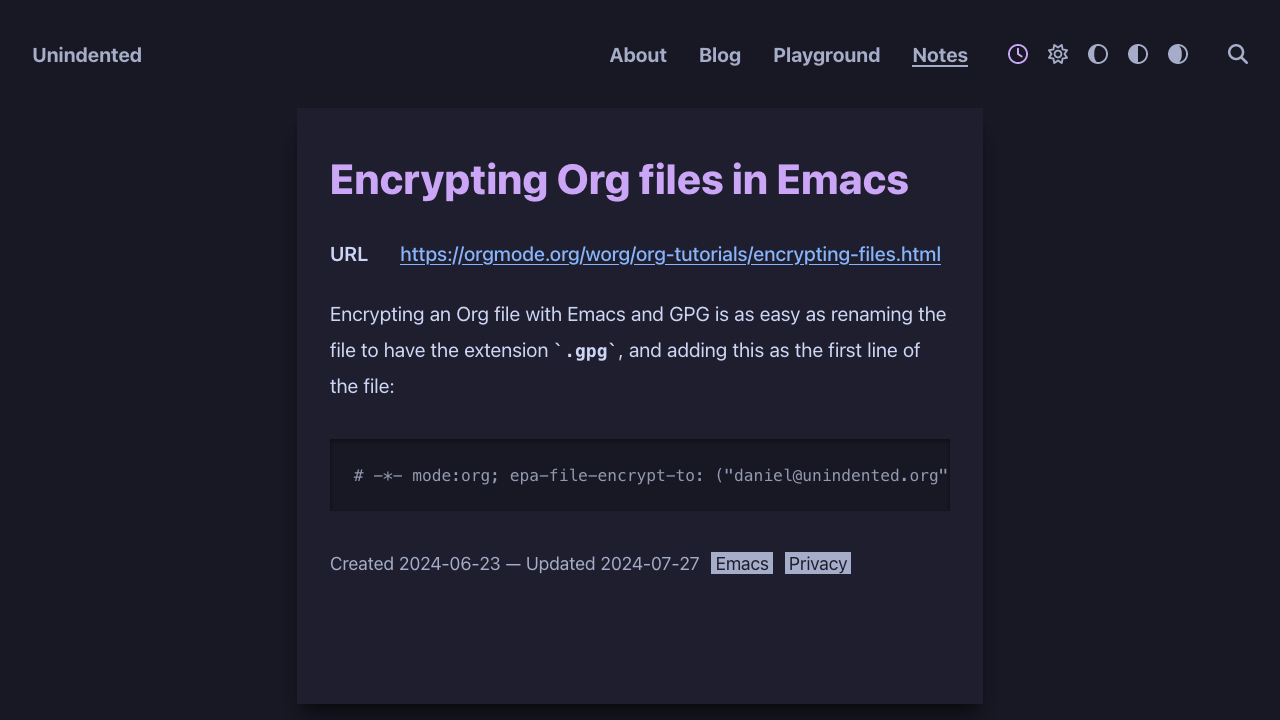 Unindented
About Blog Playground Notes
Encrypting Org files in Emacs
URL https://orgmode.org/worg/org-tutorials/encrypting-files.html
Encrypting an Org file with Emacs and GPG is as easy as renaming the
file to have the extension `.gpg`, and adding this as the first line of
the file:
# -*- mode:org; epa-file-encrypt-to: ("daniel@unindented.org"
Created 2024-06-23 — Updated 2024-07-27 Emacs Privacy